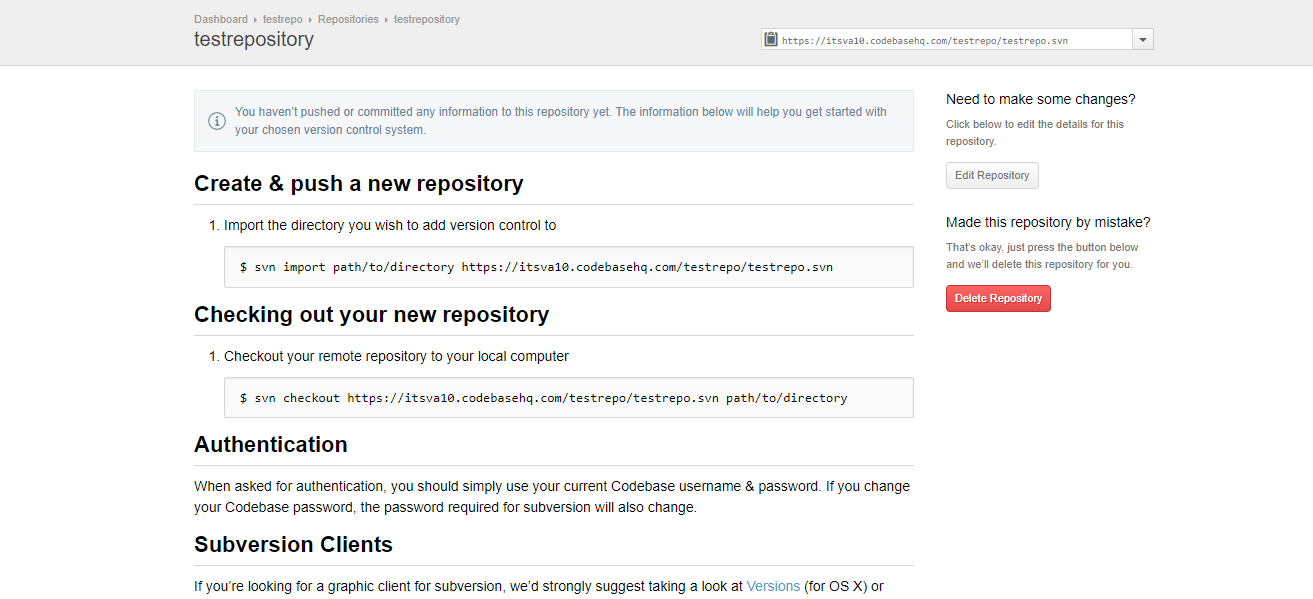 Dashboard ▸ testrepo ▸ Repositories ▸ testrepository
testrepository
https://itsva10.codebasehq.com/testrepo/testrepo.svn
You haven’t pushed or committed any information to this repository yet. The information below will help you get started with
your chosen version control system.
Create & push a new repository
1. Import the directory you wish to add version control to
$ svn import path/to/directory https://itsva10.codebasehq.com/testrepo/testrepo.svn
Checking out your new repository
1. Checkout your remote repository to your local computer
$ svn checkout https://itsva10.codebasehq.com/testrepo/testrepo.svn path/to/directory
Authentication
When asked for authentication, you should simply use your current Codebase username & password. If you change
your Codebase password, the password required for subversion will also change.
Subversion Clients
If you’re looking for a graphic client for subversion, we’d strongly suggest taking a look at Versions (for OS X) or
Need to make some changes?
Click below to edit the details for this
repository.
Edit Repository
Made this repository by mistake?
That’s okay, just press the button below
and we’ll delete this repository for you.
Delete Repository